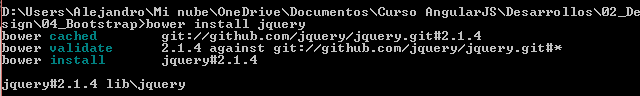 D:\Users\Alejandro\Mi nube\OneDrive\Documentos\Curso AngularJS\Desarrollos\02_De
sign\04_Bootstrap>bower install jquery
bower cached git://github.com/jquery/jquery.git#2.1.4
bower validate 2.1.4 against git://github.com/jquery/jquery.git#*
bower install jquery#2.1.4
jquery#2.1.4 lib\jquery